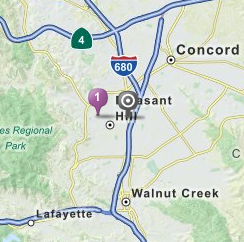 4
Concord
680
1
Pleasant
Hill
es Regional
Park
C
Walnut Creek
Lafayette